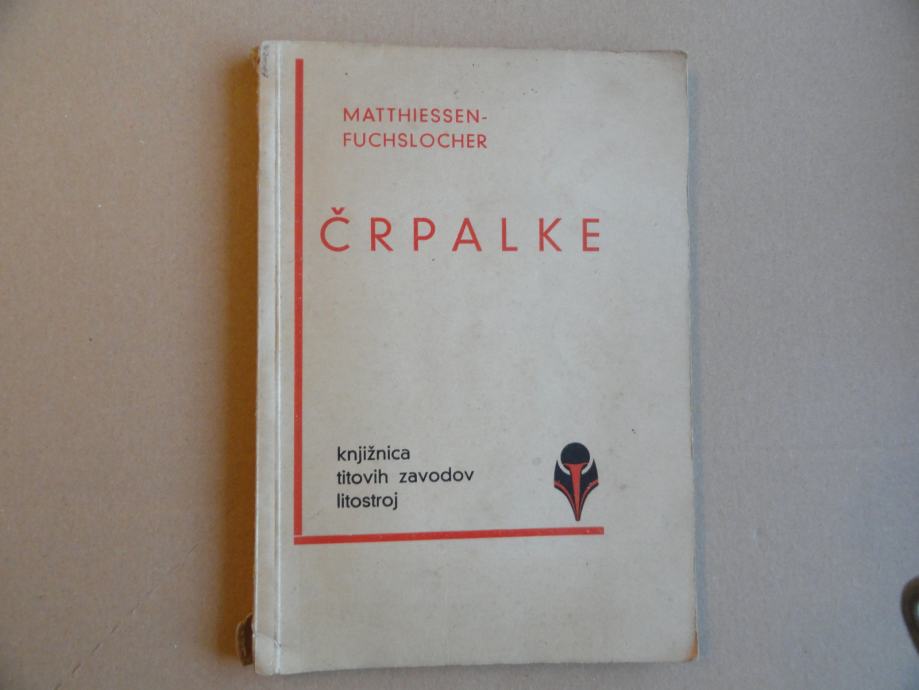 MATTHIESSEN-
FUCHSLOCHER
ČRPALKE
knjižnica
titovih zavodov
litostroj